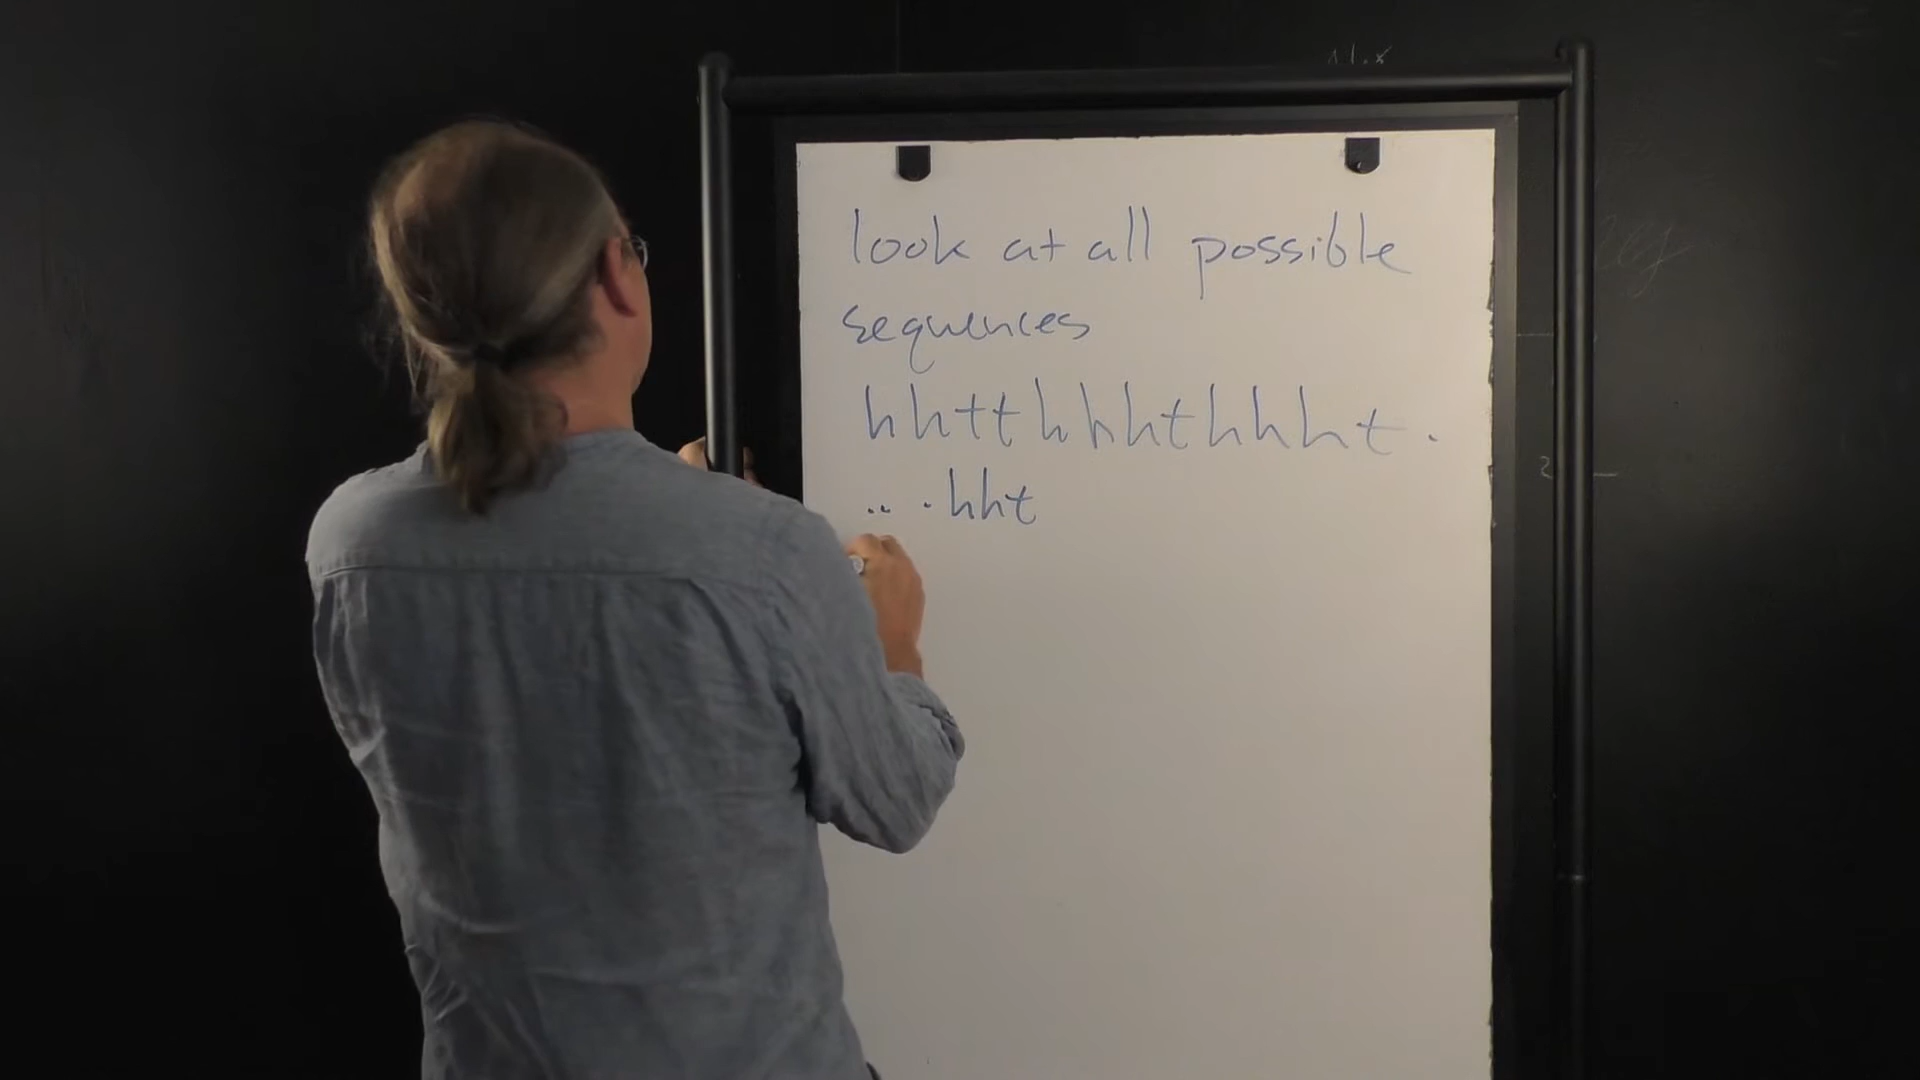 look at all possible
sequences
hhtthhhthhht.
.. .hht